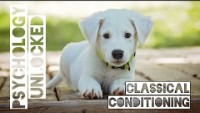 PSYCHOLOGY
UNLOCKED
CLASSICAL
CONDITIONING